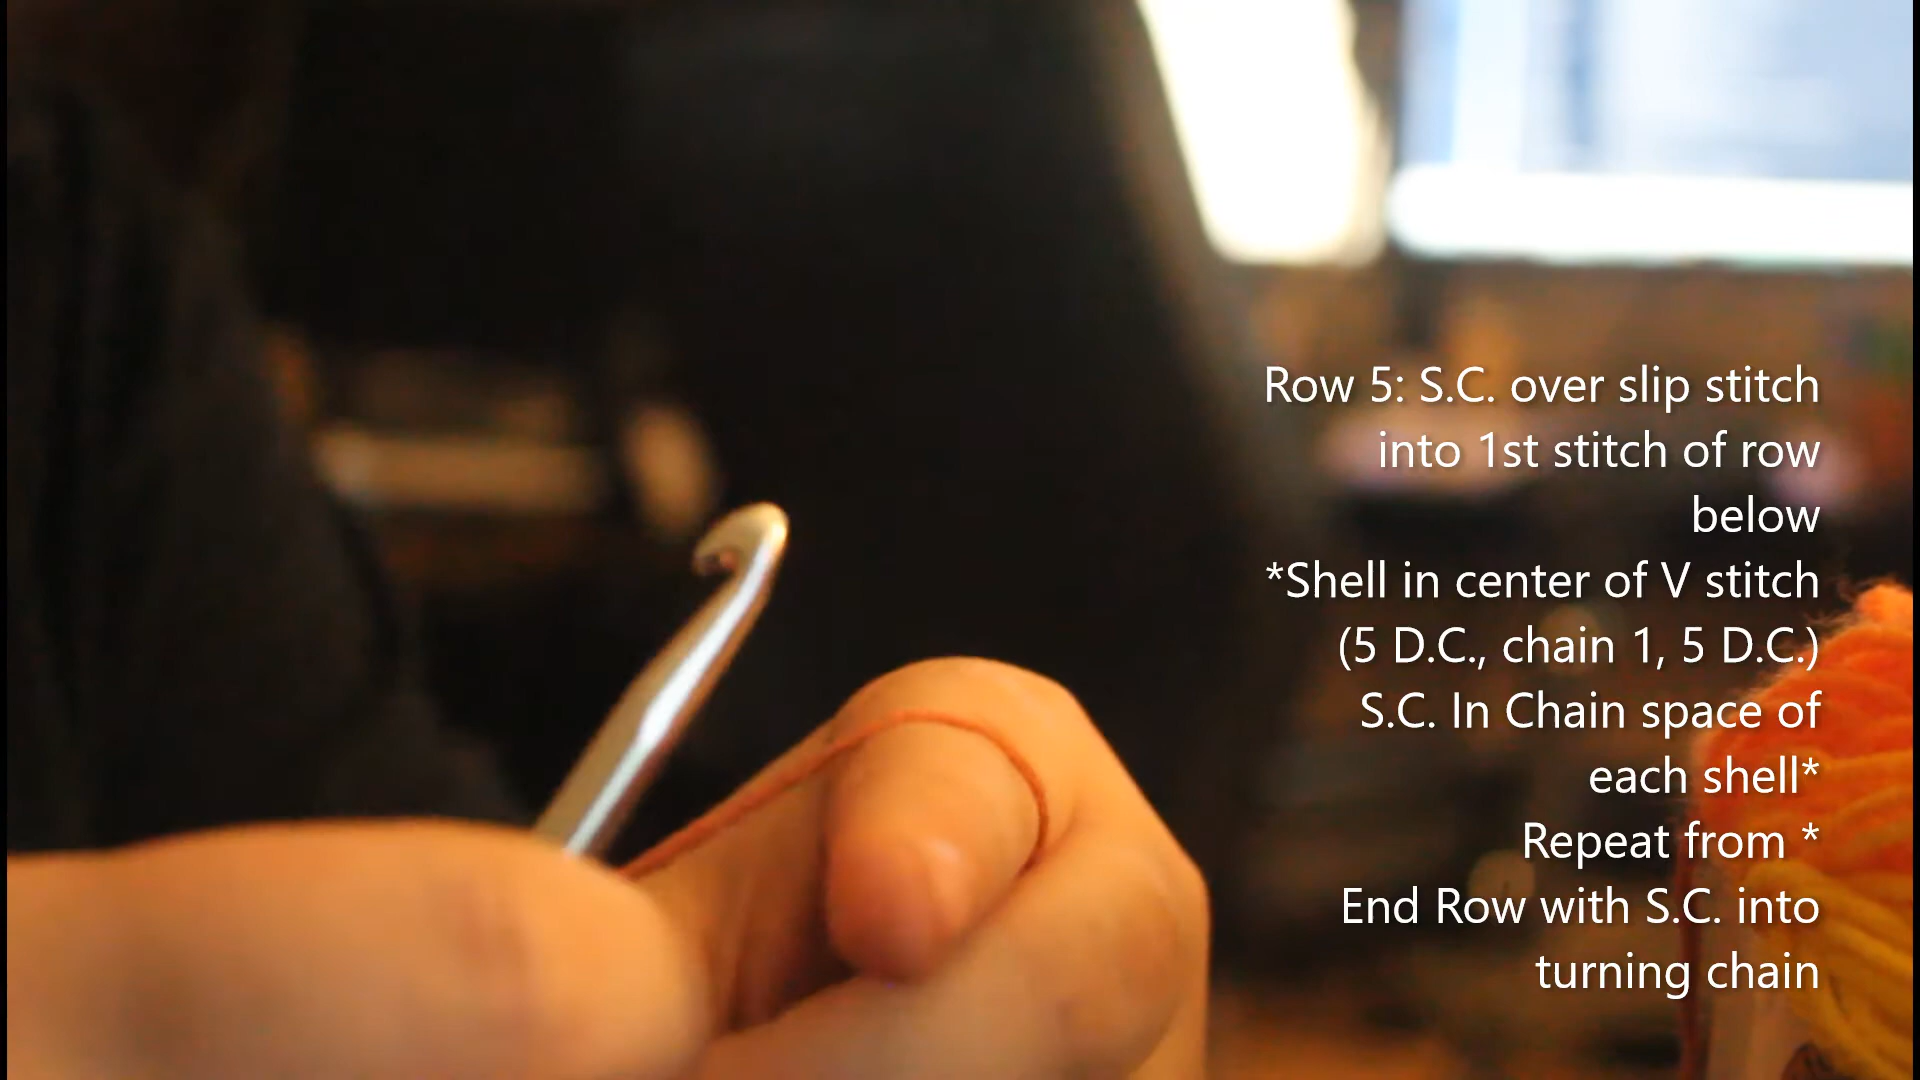 Row 5: S.C. over slip stitch
into 1st stitch of row
below
*Shell in center of V stitch
(5 D.C., chain 1, 5 D.C.)
S.C. In Chain space of
each shell*
Repeat from *
End Row with S.C. into
turning chain